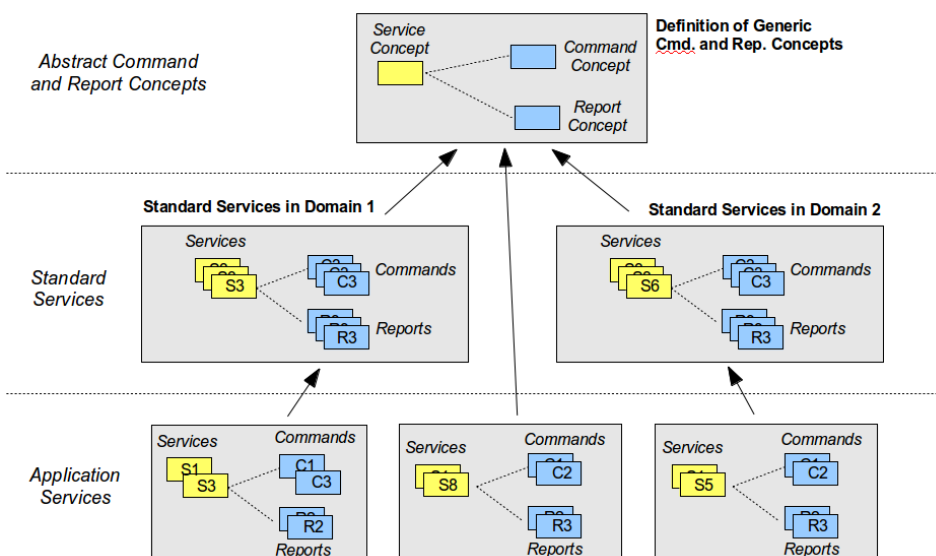 Abstract Command
and Report Concepts
Service
Concept
Command
Concept
Report
Concept
Definition of Generic
Cmd. and Rep. Concepts
Standard
Services
Standard Services in Domain 1
Services
S3
Commands
C3
Reports
R3
Standard Services in Domain 2
Services
S6
Commands
C3
Reports
R3
Application
Services
Services
S1
S3
Commands
C1
C3
R2
Reports
Services
S8
Commands
C2
R3
Reports
Services
S5
Commands
C2
R3
Reports